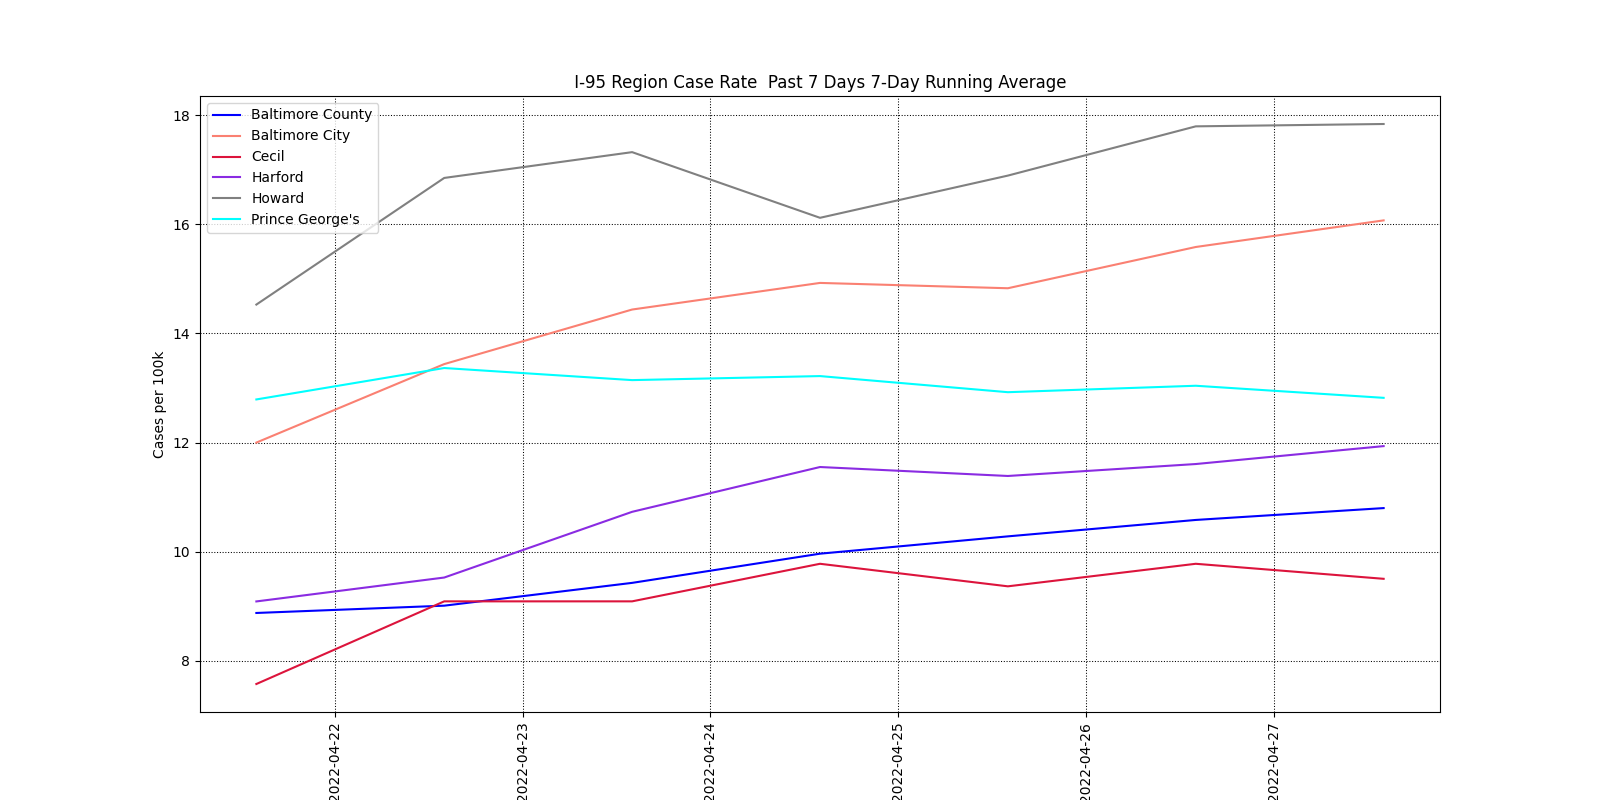 I-95 Region Case Rate  Past 7 Days 7-Day Running Average
Baltimore County
Baltimore City
Cecil
Harford
Howard
Prince George's
Cases per 100k
18
16
14
12
10
8
2022-04-22
2022-04-23
2022-04-24
2022-04-25
2022-04-26
2022-04-27